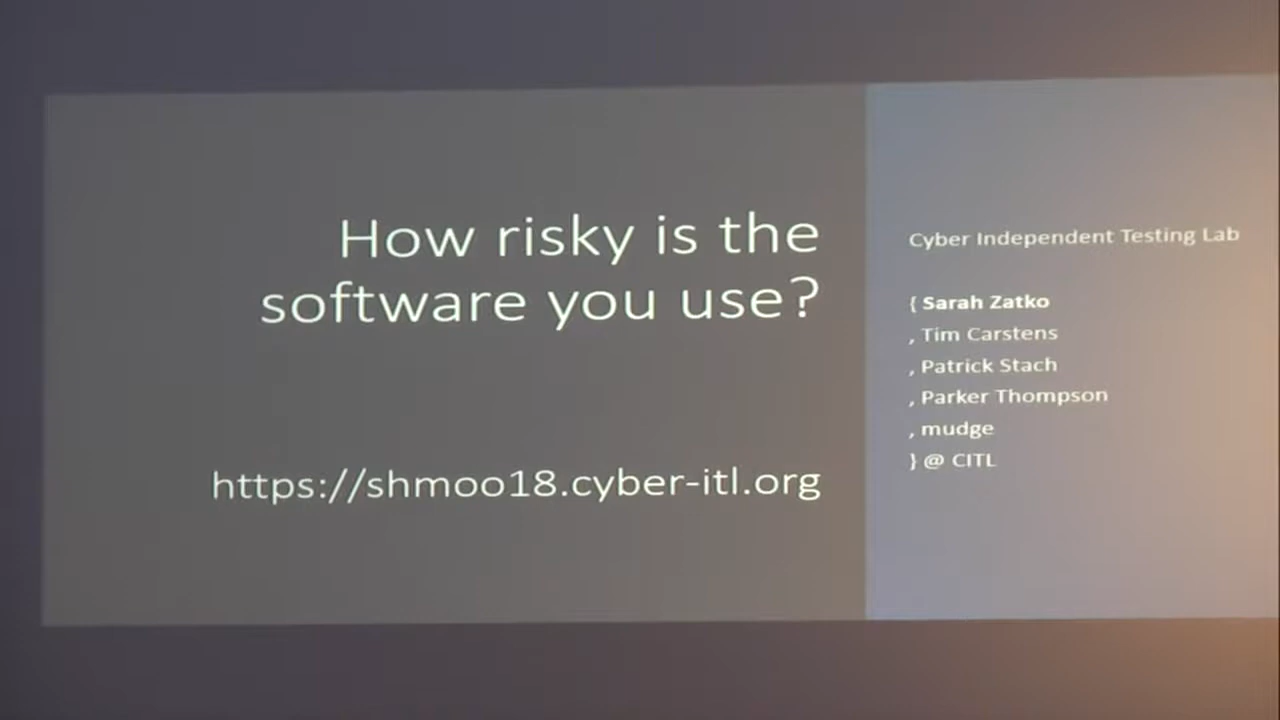 How risky is the
software you use?
https://shmoo18.cyber-itl.org
Cyber Independent Testing Lab
{ Sarah Zatko
, Tim Carstens
, Patrick Stach
, Parker Thompson
, mudge
} @ CITL